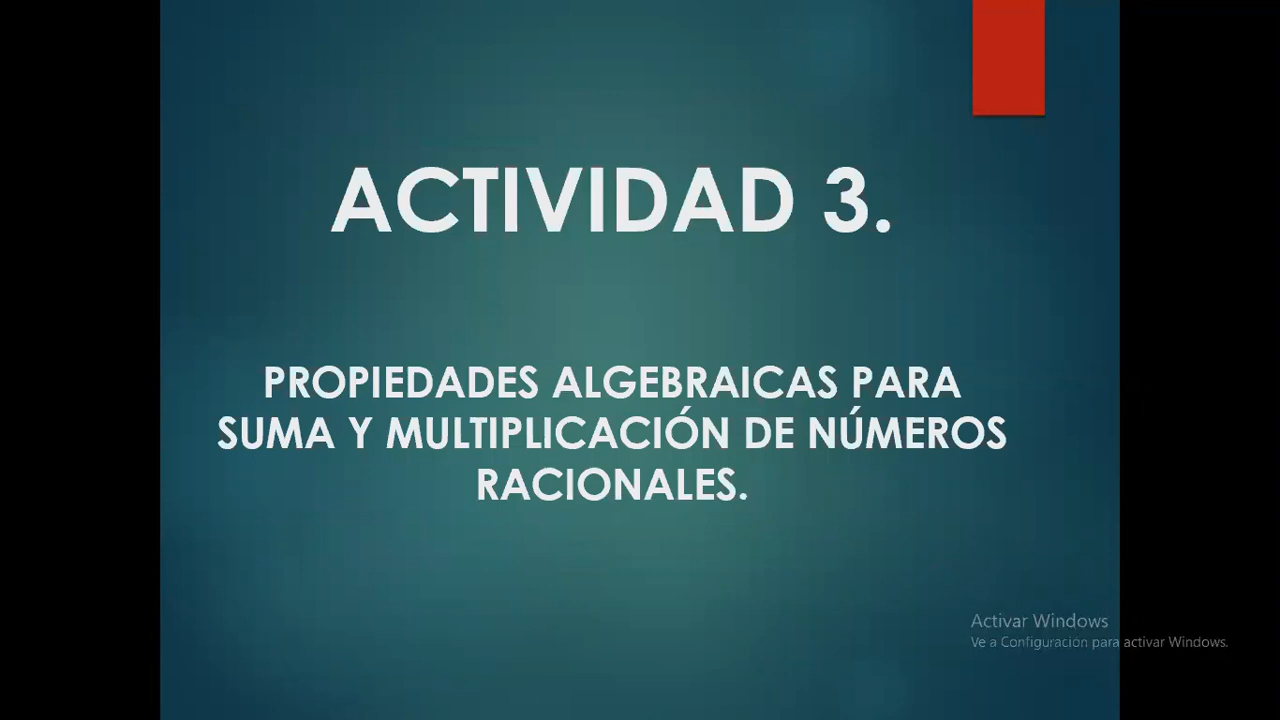 ACTIVIDAD 3.
PROPIEDADES ALGEBRAICAS PARA
SUMA Y MULTIPLICACIÓN DE NÚMEROS
RACIONALES.
Activar Windows
Ve a Configuración para activar Windows.